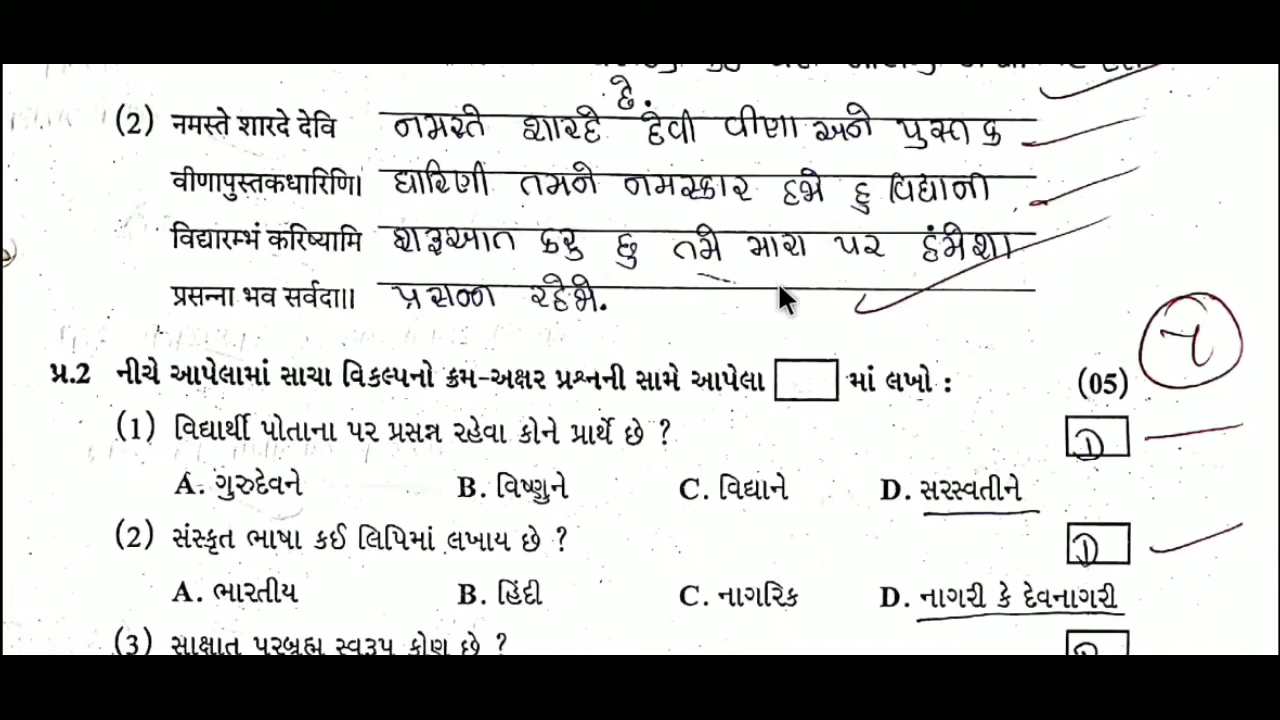 છે.
(2) नमस्ते शारदे देवि નમસ્તે શારદે દેવી વીણા અને પુસ્તક
वीणापुस्तकधारिणि। ધારિણી તમને નમસ્કાર હજો હુ વિદ્યાની
विद्यारम्भं करिष्यामि શરૂઆત કરુ છુ તમે મારા પર હંમેશા
प्रसन्ना भव सर्वदा॥ પ્રસન્ન રહેજો.
પ્ર.2 નીચે આપેલામાં સાચા વિકલ્પનો ક્રમ-અક્ષર પ્રશ્નની સામે આપેલા માં લખો : (05)
(1) વિદ્યાર્થી પોતાના પર પ્રસન્ન રહેવા કોને પ્રાર્થે છે ? D
A. ગુરુદેવને B. વિષ્ણુને C. વિદ્યાને D. સરસ્વતીને
(2) સંસ્કૃત ભાષા કઈ લિપિમાં લખાય છે ? D
A. ભારતીય B. હિંદી C. નાગરિક D. નાગરી કે દેવનાગરી
(3) સાક્ષાત પરબ્રહ્મ સ્વરૂપ કોણ છે ?